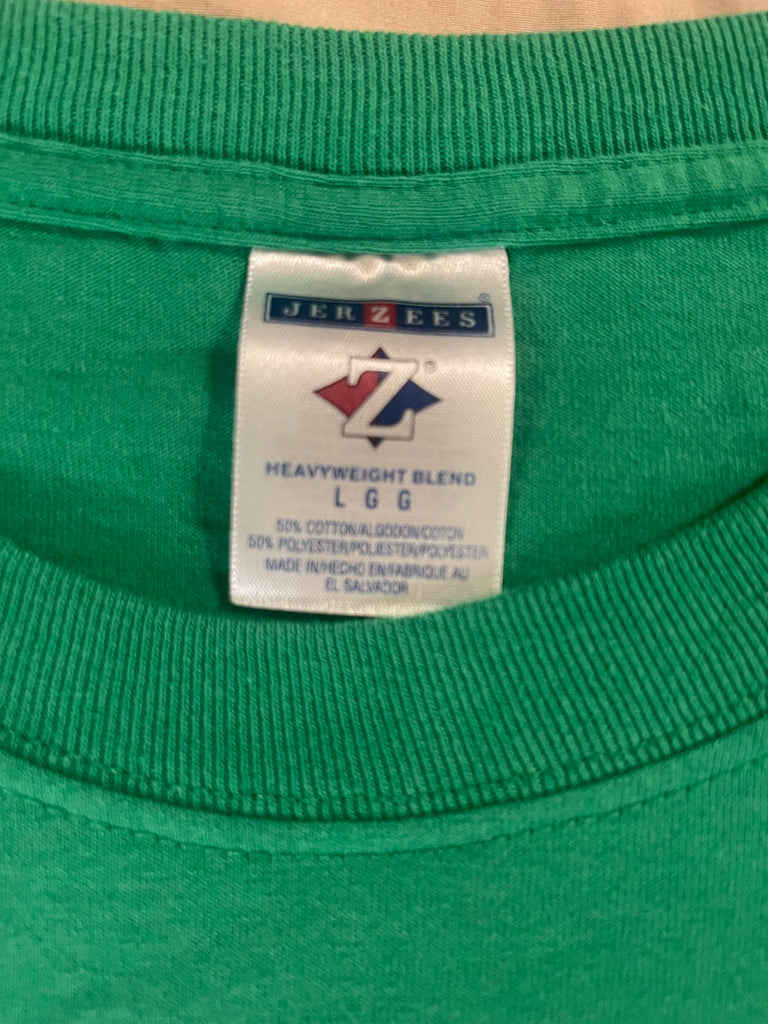 JERZEES®
Z®
HEAVYWEIGHT BLEND
L G G
50% COTTON/ALGODON/COTON
50% POLYESTER/POLIESTER/POLYESTER
MADE IN/HECHO EN/FABRIQUE AU
EL SALVADOR